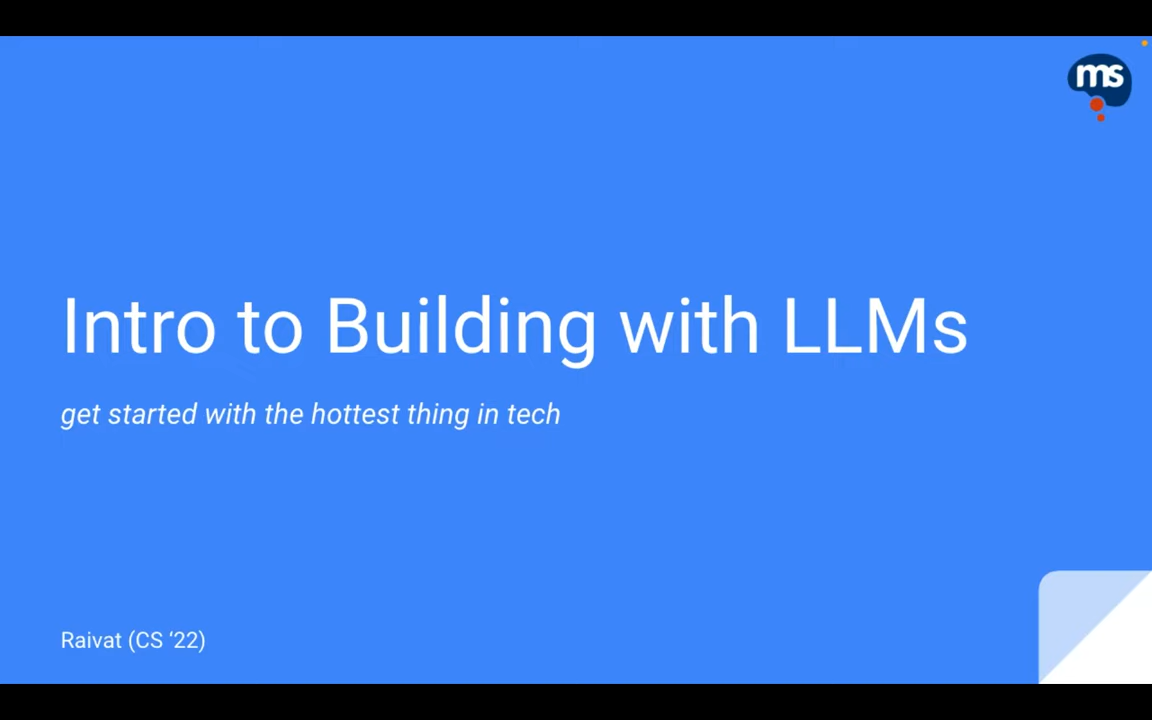 ms
Intro to Building with LLMs
get started with the hottest thing in tech
Raivat (CS ‘22)